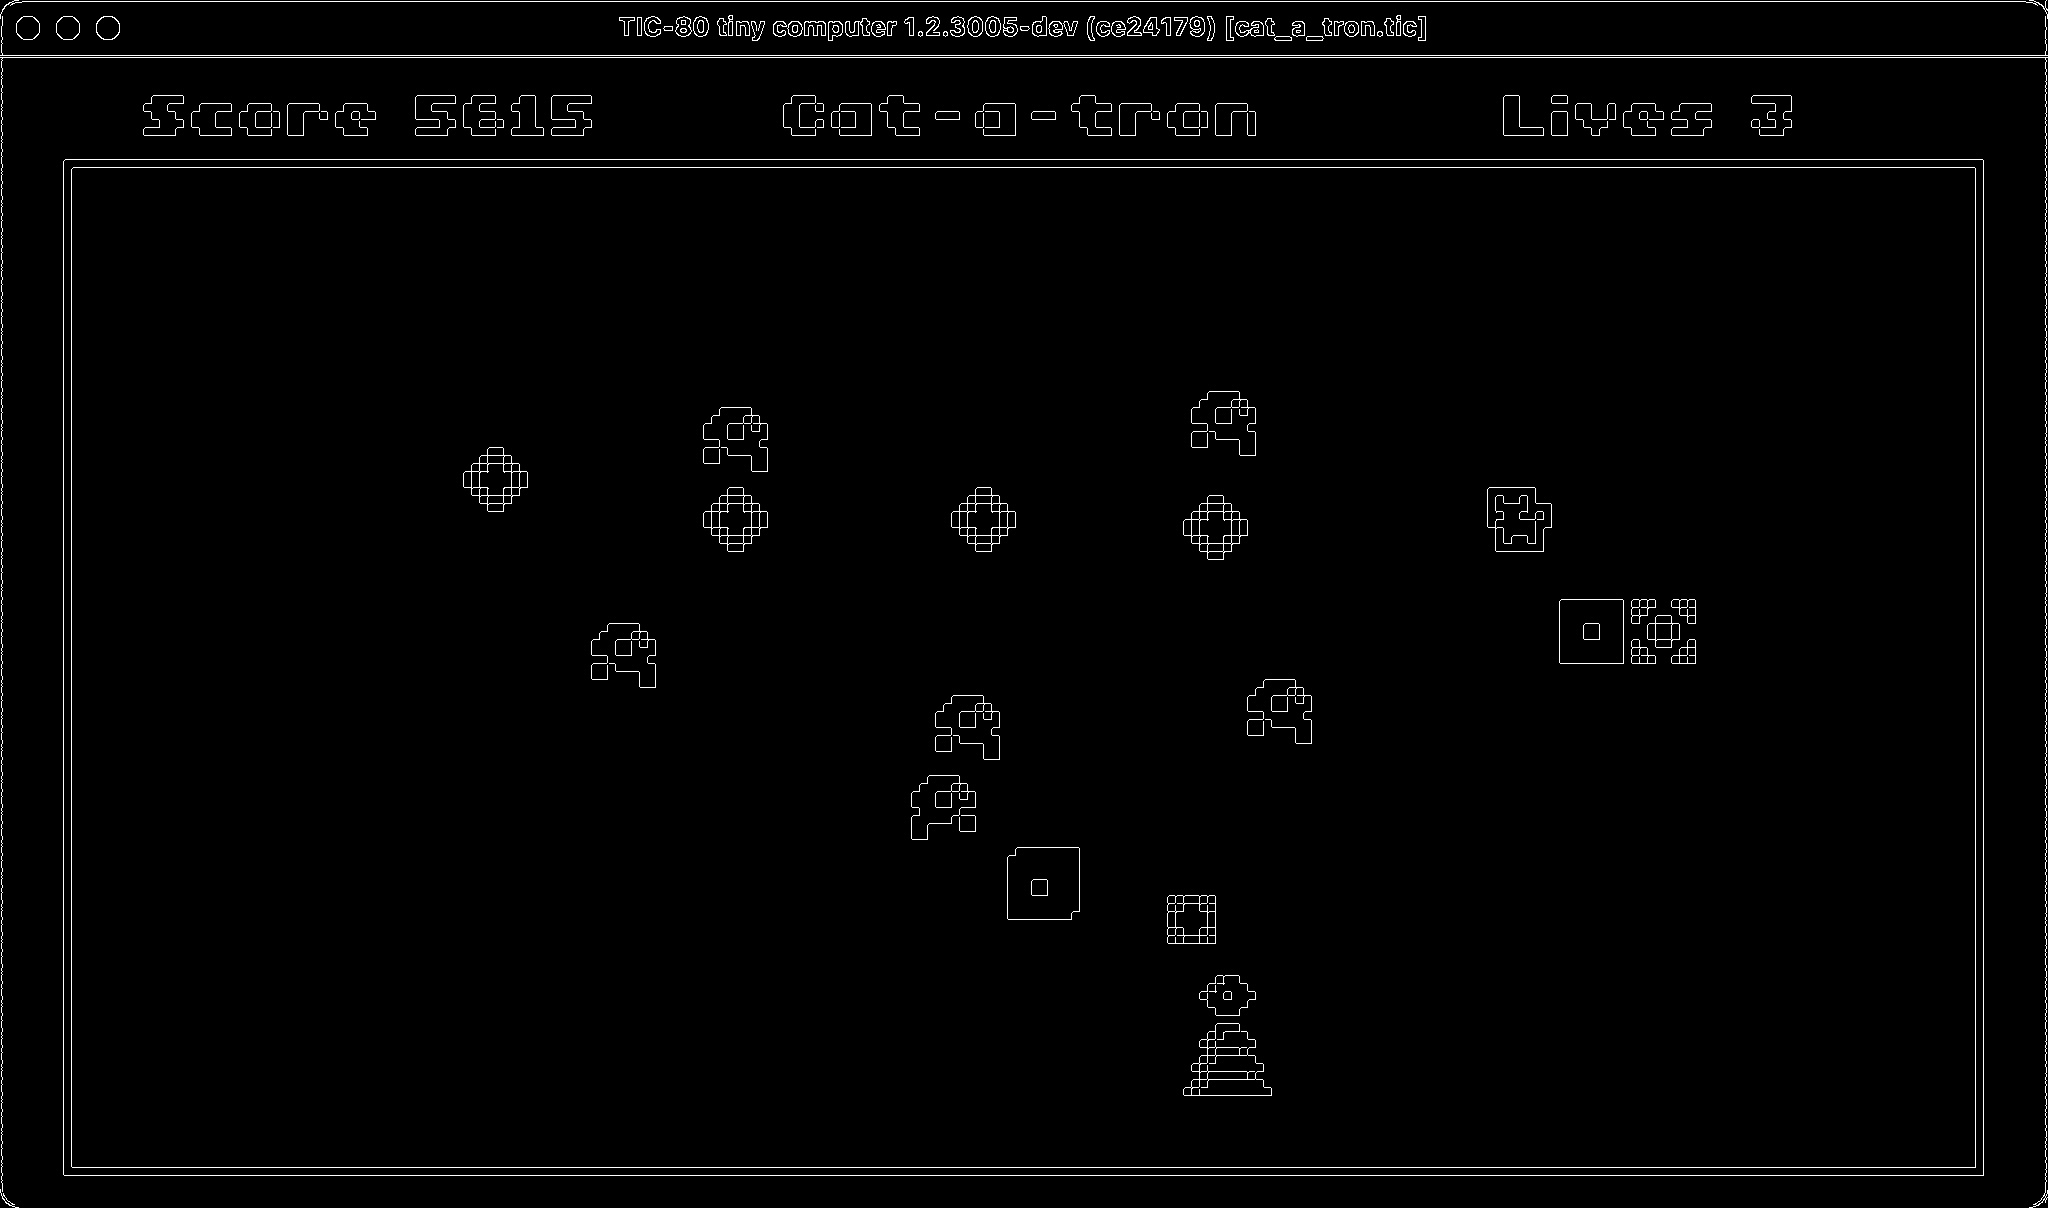 TIC-80 tiny computer 1.2.3005-dev (ce24179) [cat_a_tron.tic]
Score 5615 Cat-a-tron Lives 3